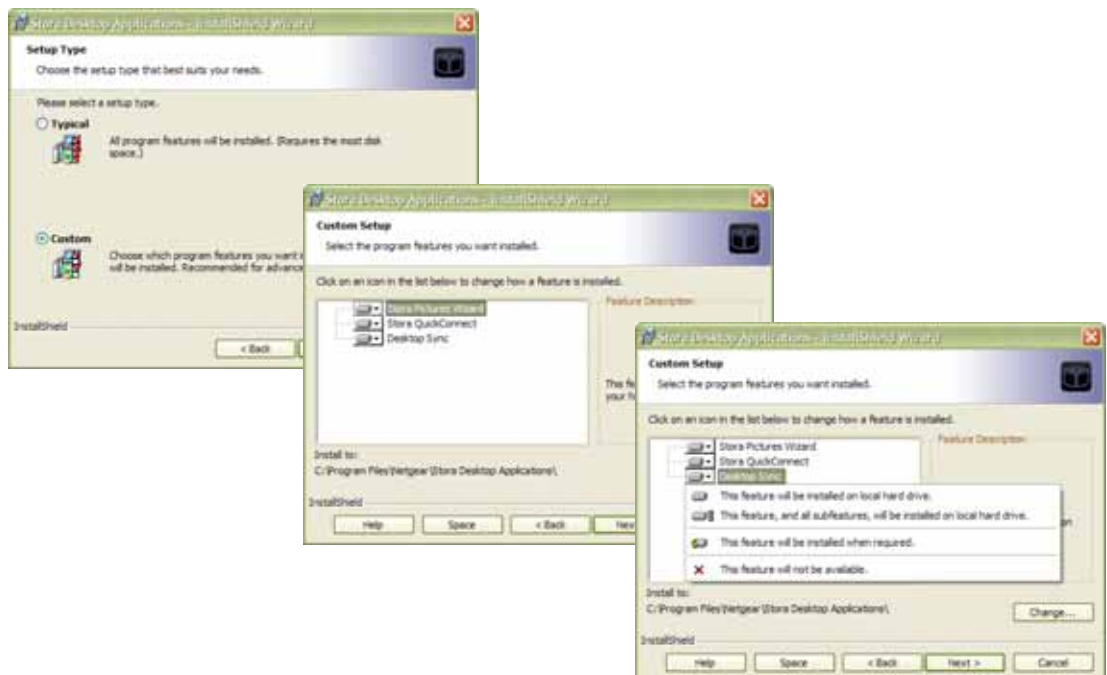 Stora Desktop Applications - InstallShield Wizard
Setup Type
Choose the setup type that best suits your needs.
Please select a setup type.
Typical
All program features will be installed. (Requires the most disk
space.)
Custom
Choose which program features you want
will be installed. Recommended for advance
InstallShield
< Back
Stora Desktop Applications - InstallShield Wizard
Custom Setup
Select the program features you want installed.
Click on an icon in the list below to change how a feature is installed.
Stora Pictures Wizard
Stora QuickConnect
Desktop Sync
Feature Description
This fe
your h
Install to:
C:\Program Files\Netgear\Stora Desktop Applications\
InstallShield
Help
Space
< Back
Nex
Stora Desktop Applications - InstallShield Wizard
Custom Setup
Select the program features you want installed.
Click on an icon in the list below to change how a feature is installed.
Stora Pictures Wizard
Stora QuickConnect
Desktop Sync
Feature Description
This feature will be installed on local hard drive.
This feature, and all subfeatures, will be installed on local hard drive.
on
This feature will be installed when required.
This feature will not be available.
Install to:
C:\Program Files\Netgear\Stora Desktop Applications\
Change...
InstallShield
Help
Space
< Back
Next >
Cancel